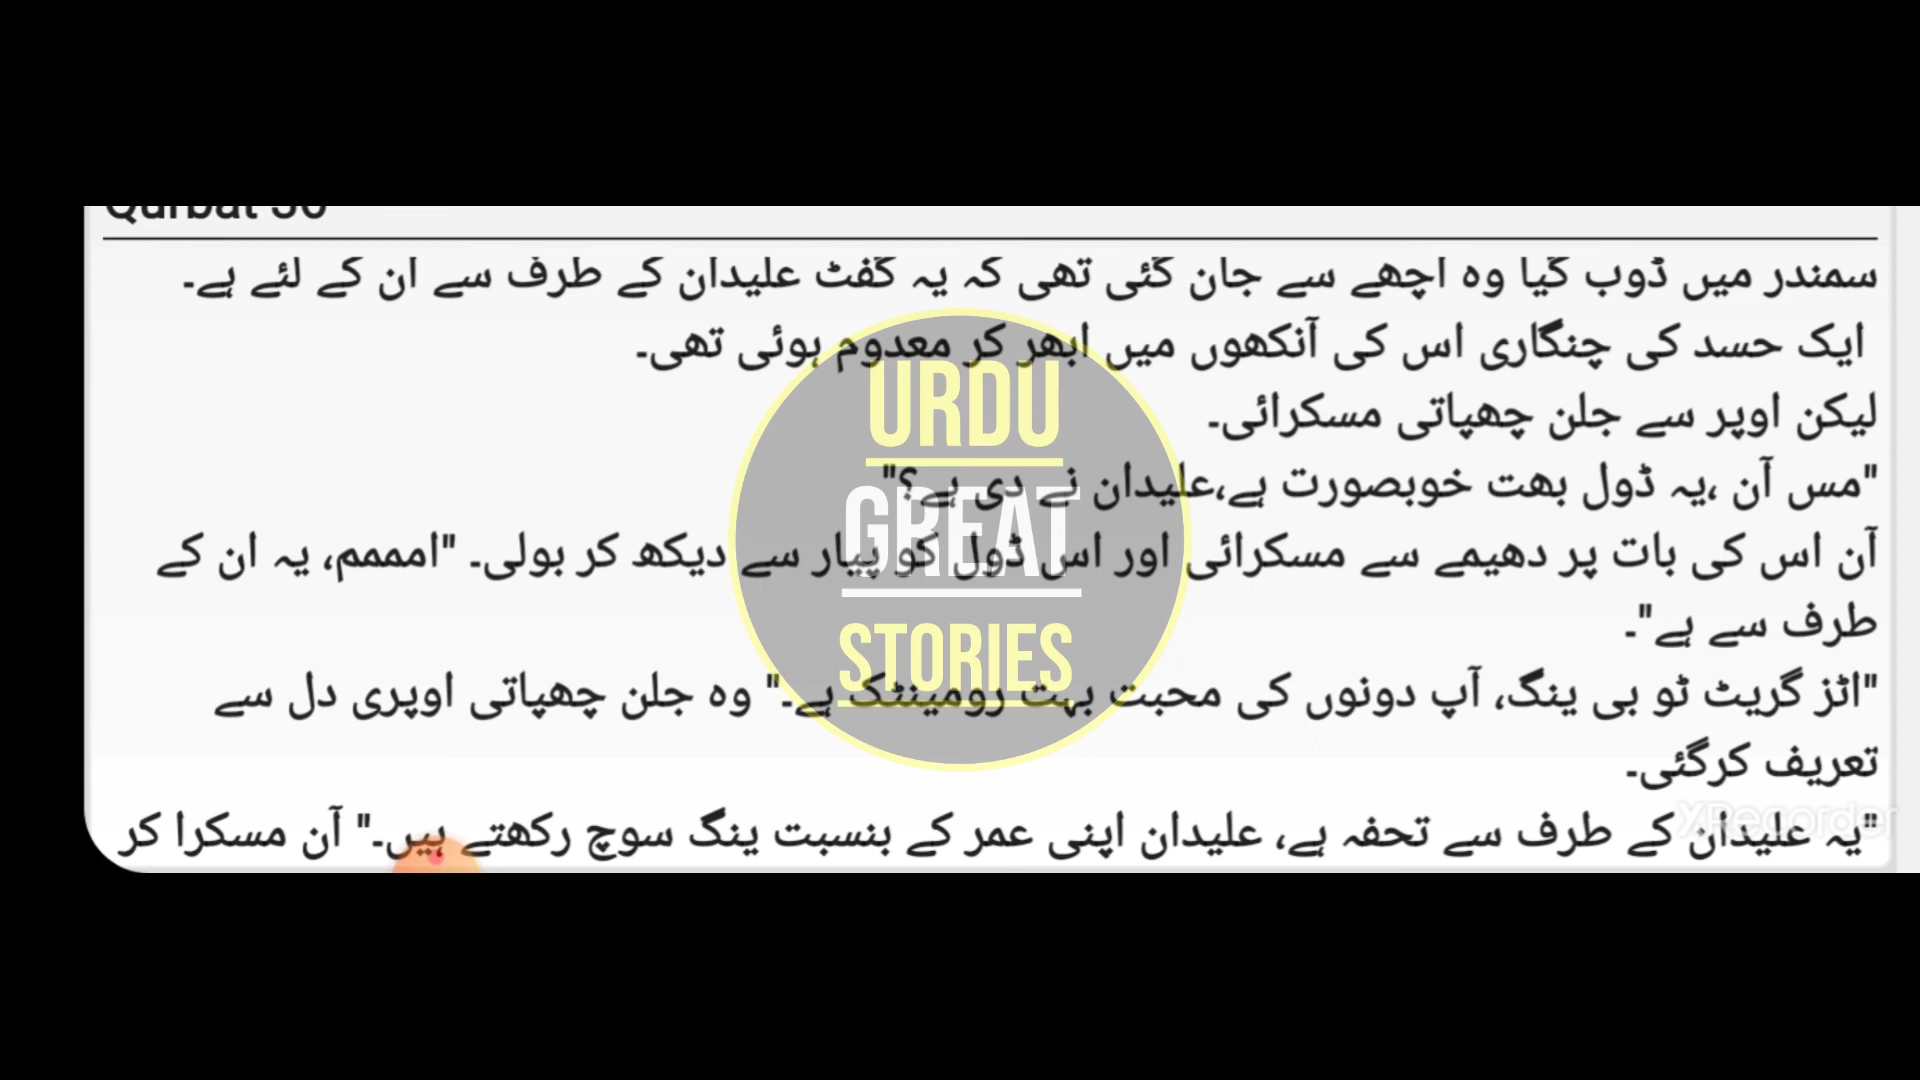 Qurbat 36
سمندر میں ڈوب گیا وہ اچھے سے جان گئی تھی کہ یہ گفٹ علیدان کے طرف سے ان کے لئے ہے۔
ایک حسد کی چنگاری اس کی آنکھوں میں ابھر کر معدوم ہوئی تھی۔
لیکن اوپر سے جلن چھپاتی مسکرائی۔
"مس آن ،یہ ڈول بھت خوبصورت ہے،علیدان نے دی ہے؟"
آن اس کی بات پر دھیمے سے مسکرائی اور اس ڈول کو پیار سے دیکھ کر بولی۔ "اممم، یہ ان کے
طرف سے ہے"۔
"اٹز گریٹ ٹو بی ینگ، آپ دونوں کی محبت بہت رومینٹک ہے۔" وہ جلن چھپاتی اوپری دل سے
تعریف کرگئی۔
"یہ علیدان کے طرف سے تحفہ ہے، علیدان اپنی عمر کے بنسبت ینگ سوچ رکھتے ہیں۔" آن مسکرا کر
URDU
GREAT
STORIES
XRecorder